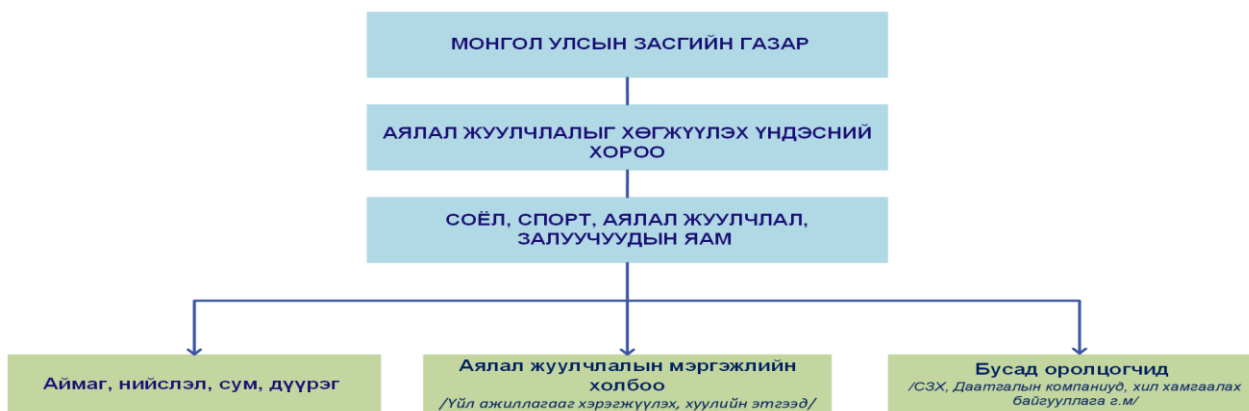 МОНГОЛ УЛСЫН ЗАСГИЙН ГАЗАР
АЯЛАЛ ЖУУЛЧЛАЛЫГ ХӨГЖҮҮЛЭХ ҮНДЭСНИЙ
ХОРОО
СОЁЛ, СПОРТ, АЯЛАЛ ЖУУЛЧЛАЛ,
ЗАЛУУЧУУДЫН ЯАМ
Аймаг, нийслэл, сум, дүүрэг
Аялал жуулчлалын мэргэжлийн
холбоо
/Үйл ажиллагааг хэрэгжүүлэх, хуулийн этгээд/
Бусад оролцогчид
/СЗХ, Даатгалын компаниуд, хил хамгаалах
байгууллага г.м/